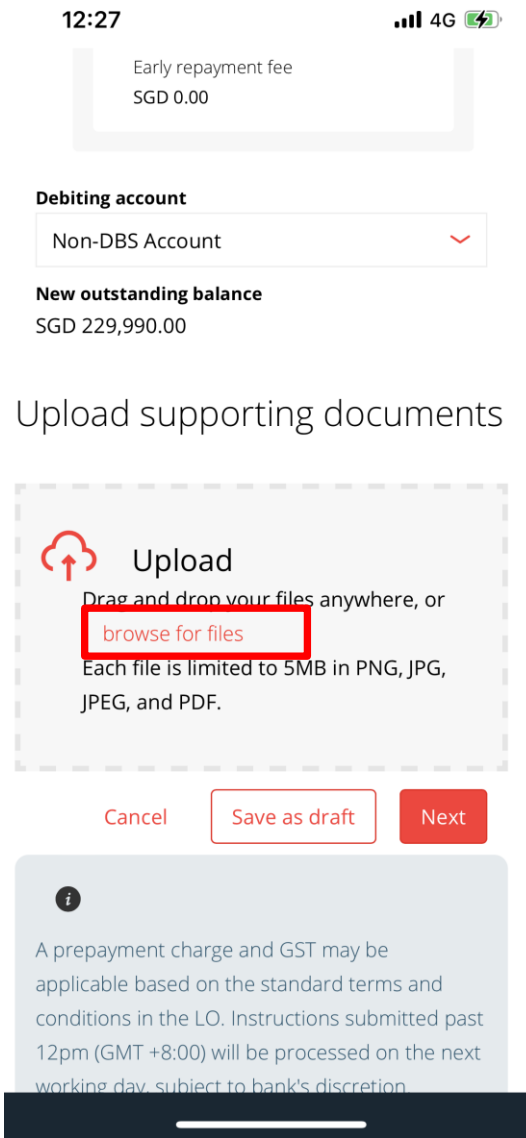 12:27
4G
Early repayment fee
SGD 0.00
Debiting account
Non-DBS Account
New outstanding balance
SGD 229,990.00
Upload supporting documents
Upload
Drag and drop your files anywhere, or
browse for files
Each file is limited to 5MB in PNG, JPG,
JPEG, and PDF.
Cancel
Save as draft
Next
A prepayment charge and GST may be
applicable based on the standard terms and
conditions in the LO. Instructions submitted past
12pm (GMT +8:00) will be processed on the next
working day, subject to bank's discretion.